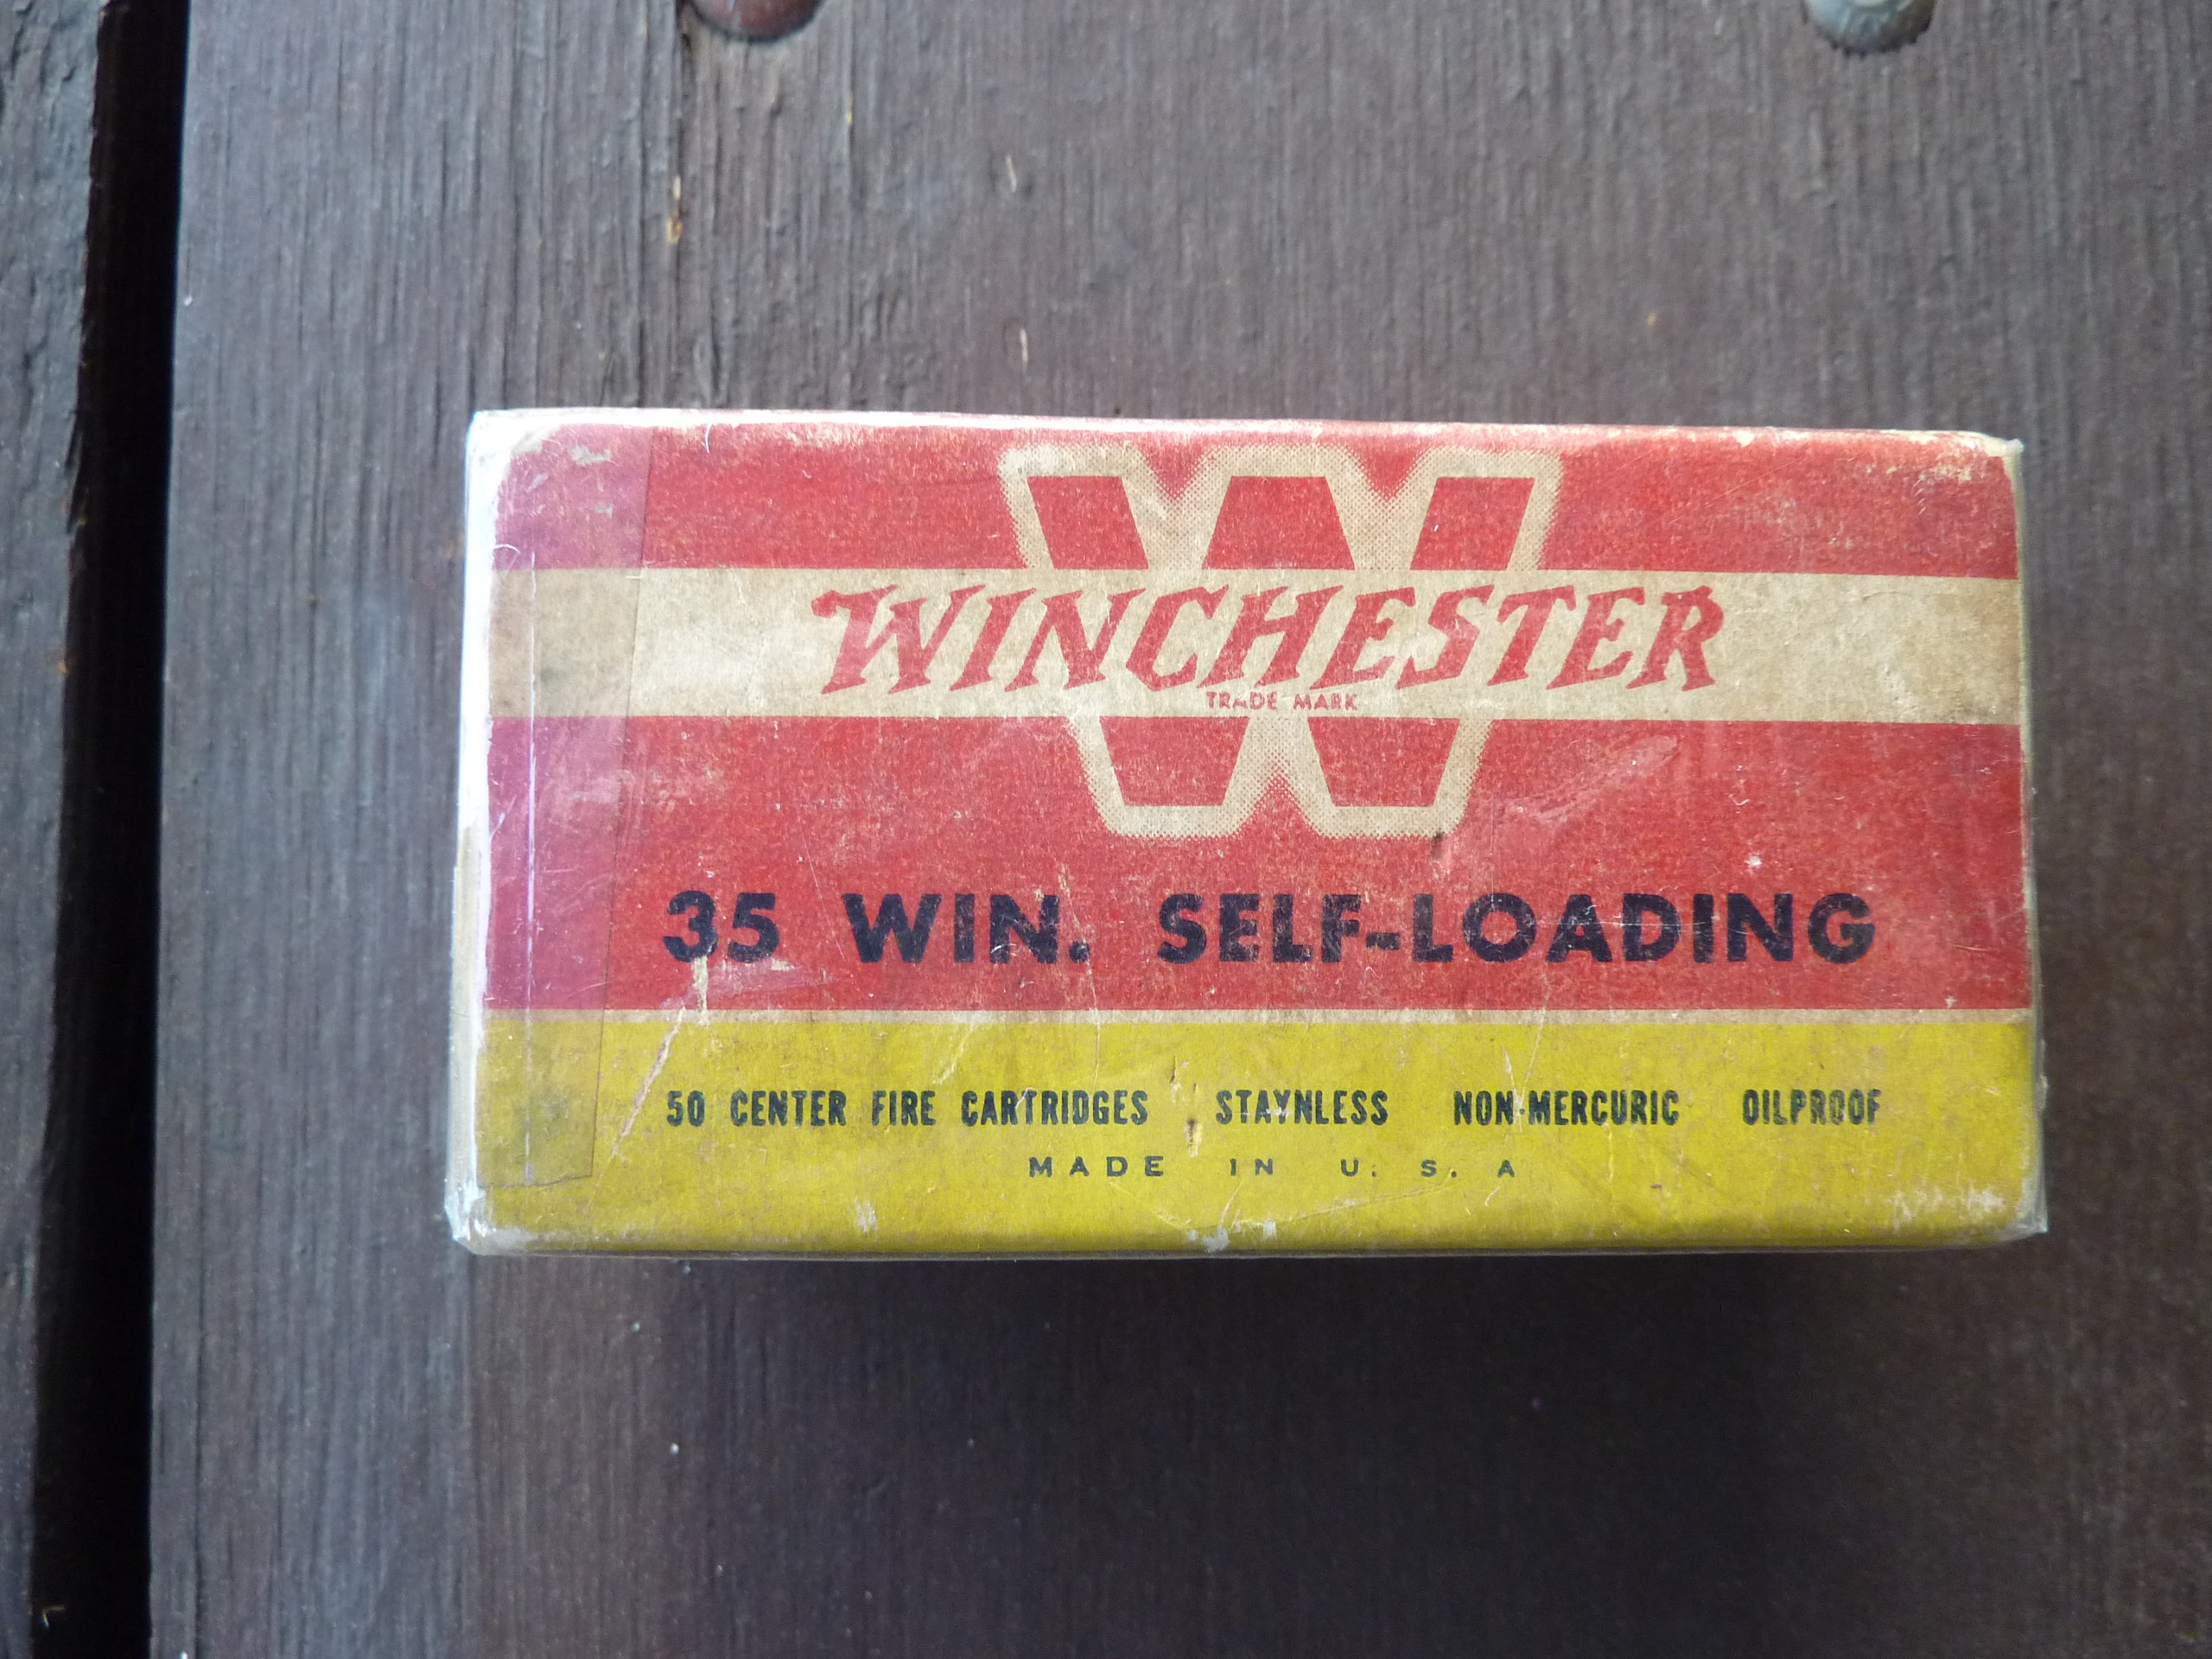 W
WINCHESTER
TRADE MARK
35 WIN. SELF-LOADING
50 CENTER FIRE CARTRIDGES STAYNLESS NON-MERCURIC OILPROOF
MADE IN U. S. A